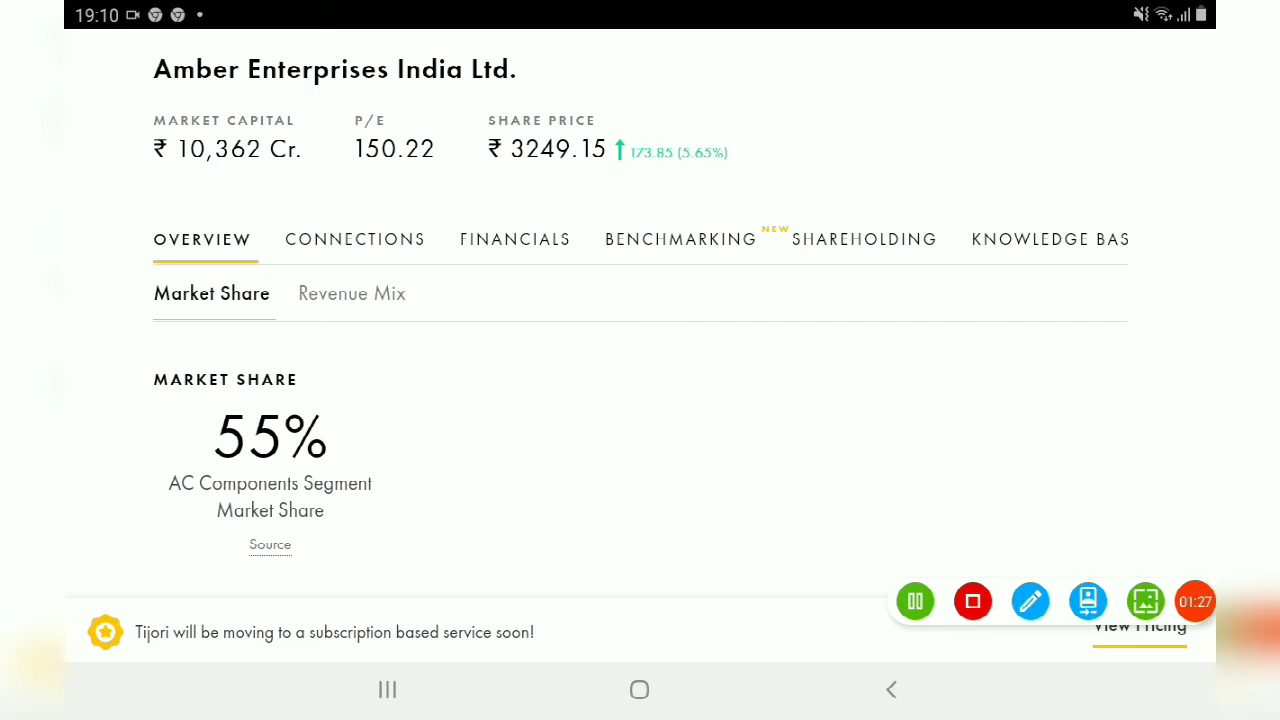 19:10
Amber Enterprises India Ltd.
MARKET CAPITAL P/E SHARE PRICE
₹ 10,362 Cr. 150.22 ₹ 3249.15 173.85 (5.65%)
OVERVIEW CONNECTIONS FINANCIALS BENCHMARKING NEW SHAREHOLDING KNOWLEDGE BAS
Market Share Revenue Mix
MARKET SHARE
55%
AC Components Segment
Market Share
Source
01:27
Tijori will be moving to a subscription based service soon! View Pricing